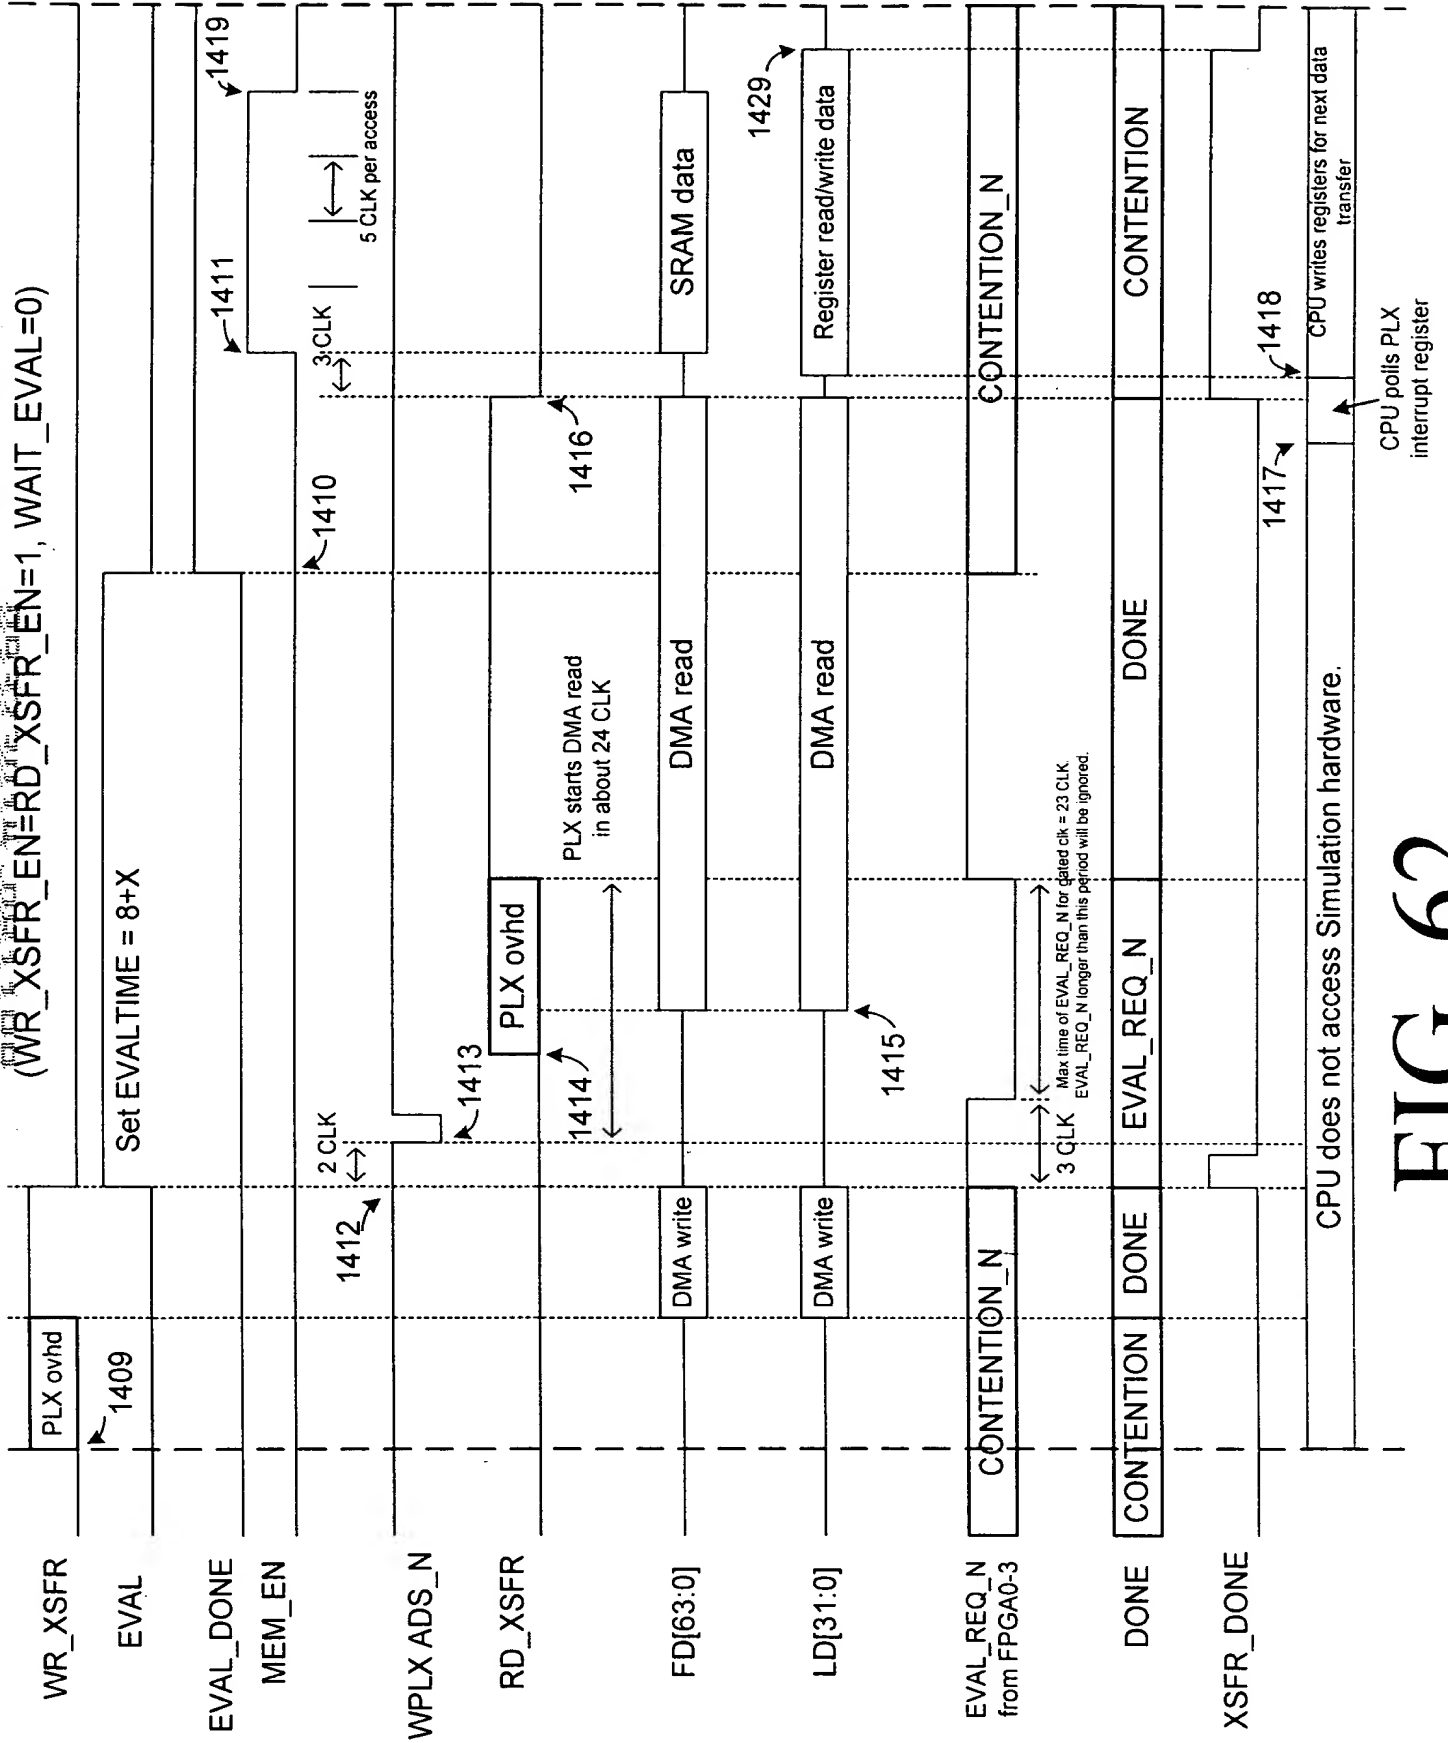 (WR_XSFR_EN=RD_XSFR_EN=1, WAIT_EVAL=0)
WR_XSFR
PLX ovhd
1409
EVAL
Set EVALTIME = 8+X
EVAL_DONE
MEM_EN
1410
1411
1419
2 CLK
3 CLK
5 CLK per access
WPLX ADS_N
1412
1413
RD_XSFR
PLX ovhd
1414
1416
PLX starts DMA read
in about 24 CLK
FD[63:0]
DMA write
DMA read
SRAM data
1429
LD[31:0]
DMA write
DMA read
Register read/write data
1415
EVAL_REQ_N
from FPGA0-3
CONTENTION_N
CONTENTION_N
3 CLK
Max time of EVAL_REQ_N for gated clk = 23 CLK
EVAL_REQ_N longer than this period will be ignored.
DONE
CONTENTION
DONE
EVAL_REQ_N
DONE
CONTENTION
XSFR_DONE
1417
1418
CPU does not access Simulation hardware.
CPU writes registers for next data
transfer
CPU polls PLX
interrupt register
FIG. 62